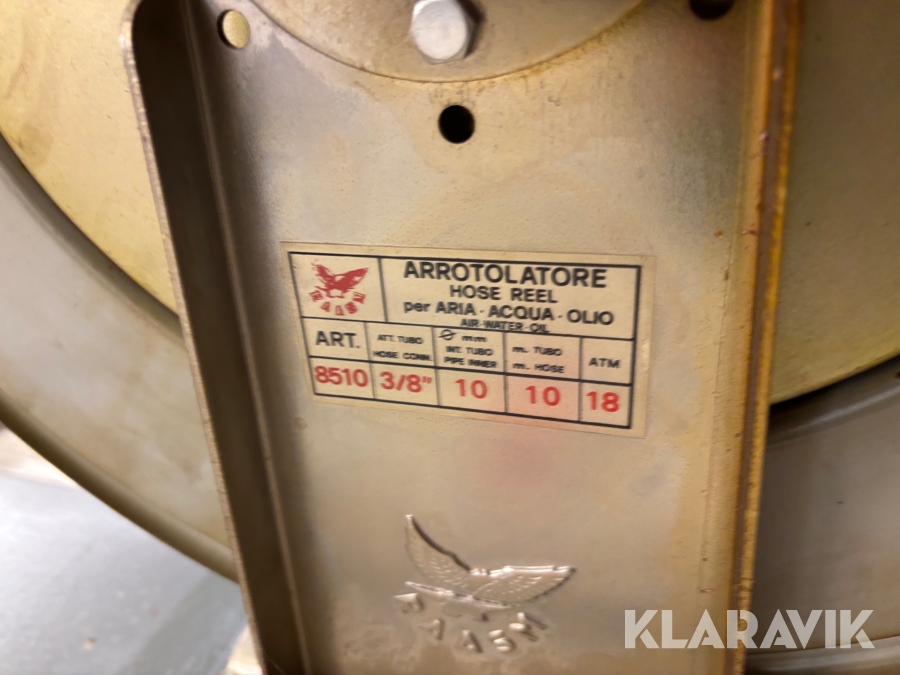 ARROTOLATORE
HOSE REEL
per ARIA · ACQUA · OLIO
AIR-WATER-OIL
ART. ATT. TUBO HOSE CONN. Ø mm INT. TUBO PIPE INNER m. TUBO m. HOSE ATM
8510 3/8" 10 10 18
KLARAVIK